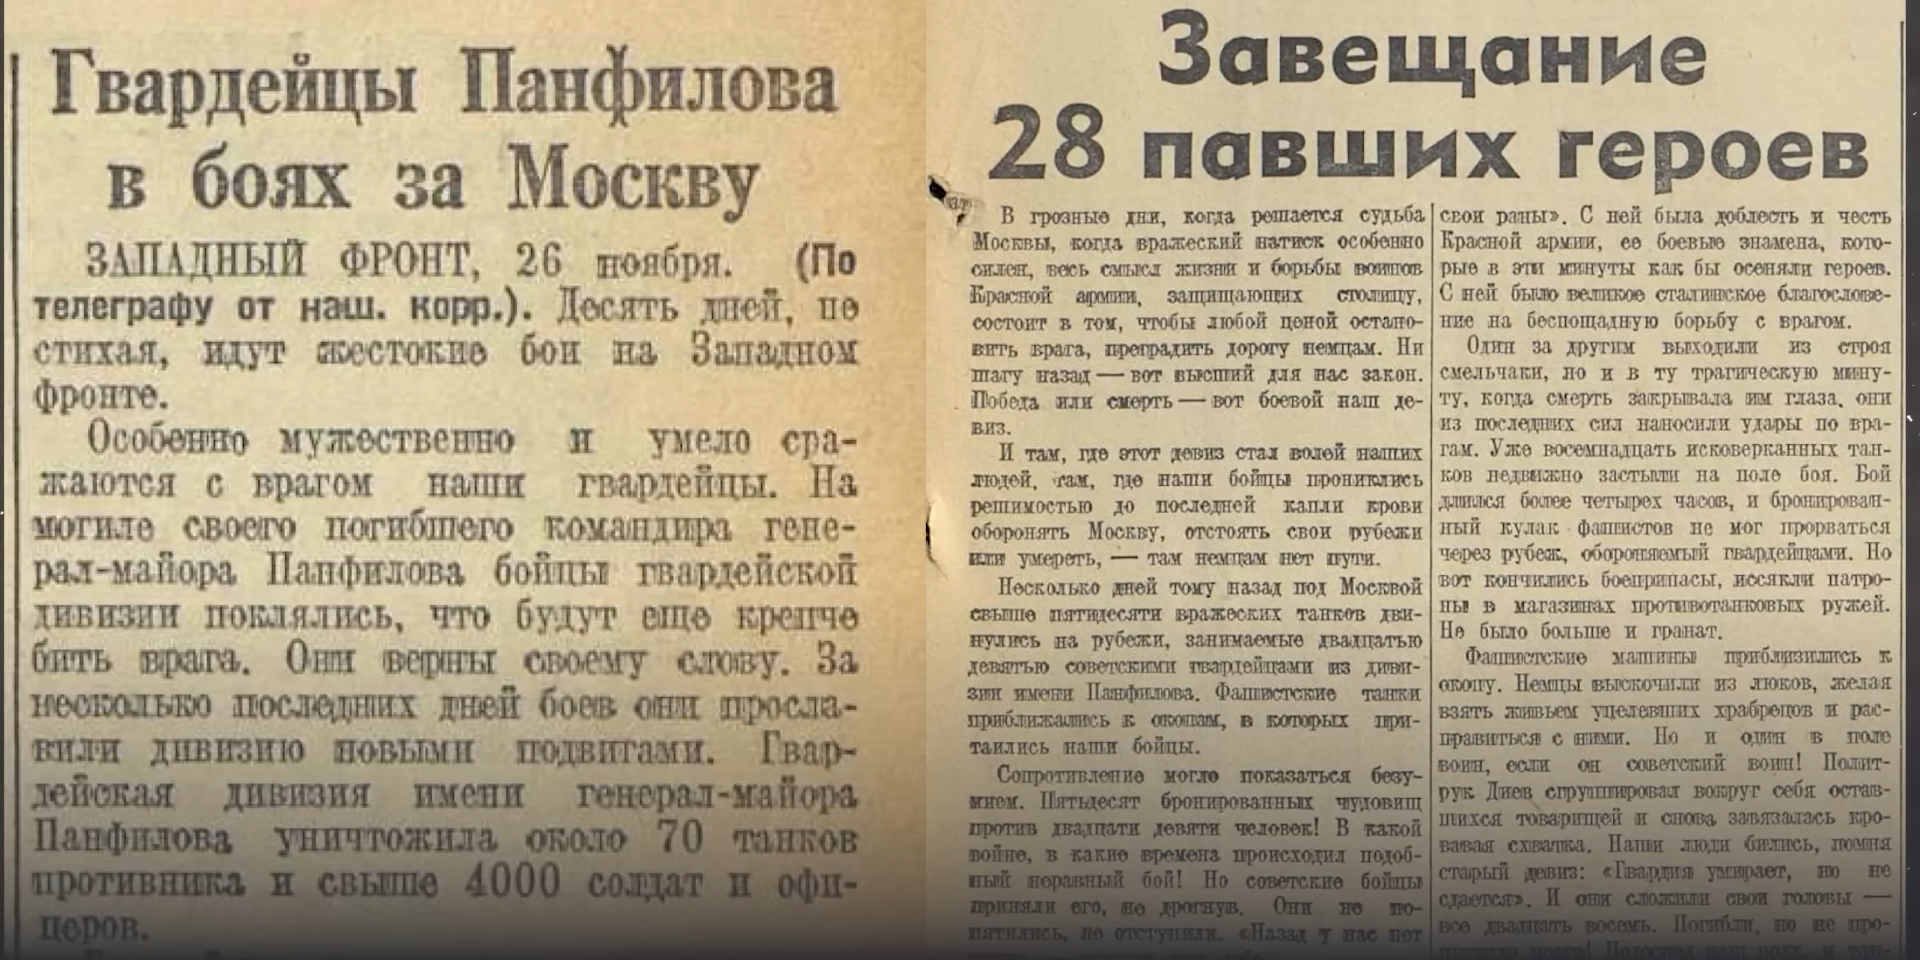 Гвардейцы Панфилова
в боях за Москву
ЗАПАДНЫЙ ФРОНТ, 26 ноября. (По
телеграфу от наш. корр.). Десять дней, не
стихая, идут жестокие бои на Западном
фронте.
Особенно мужественно и умело сра-
жаются с врагом наши гвардейцы. На
могиле своего погибшего командира гене-
рал-майора Панфилова бойцы гвардейской
дивизии поклялись, что будут еще крепче
бить врага. Они верны своему слову. За
несколько последних дней боев они просла-
вили дивизию новыми подвигами. Гвар-
дейская дивизия имени генерал-майора
Панфилова уничтожила около 70 танков
противника и свыше 4000 солдат и офи-
церов.
Завещание
28 павших героев
В грозные дни, когда решается судьба
Москвы, когда вражеский натиск особенно
силен, весь смысл жизни и борьбы воинов
Красной армии, защищающих столицу,
состоит в том, чтобы любой ценой остано-
вить врага, преградить дорогу немцам. Ни
шагу назад — вот высший для нас закон.
Победа или смерть — вот боевой наш де-
виз.
И там, где этот девиз стал волей наших
людей, там, где наши бойцы прониклись
решимостью до последней капли крови
оборонять Москву, отстоять свои рубежи
или умереть, — там немцам нет пути.
Несколько дней тому назад под Москвой
свыше пятидесяти вражеских танков дви-
нулись на рубежи, занимаемые двадцатью
девятью советскими гвардейцами из диви-
зии имени Панфилова. Фашистские танки
приближались к окопам, в которых при-
таились наши бойцы.
Сопротивление могло показаться безу-
мием. Пятьдесят бронированных чудовищ
против двадцати девяти человек! В какой
войне, в какие времена происходил подоб-
ный неравный бой! Но советские бойцы
приняли его, не дрогнув. Они не по-
пятились, не отступили. «Назад у нас нет
свои раны». С ней была доблесть и честь
Красной армии, ее боевые знамена, кото-
рые в эти минуты как бы осеняли героев.
С ней было великое сталинское благослове-
ние на беспощадную борьбу с врагом.
Один за другим выходили из строя
смельчаки, но и в ту трагическую мину-
ту, когда смерть закрывала им глаза, они
из последних сил наносили удары по вра-
гам. Уже восемнадцать исковерканных тан-
ков недвижно застыли на поле боя. Бой
длился более четырех часов, и бронирован-
ный кулак фашистов не мог прорваться
через рубеж, обороняемый гвардейцами. Но
вот кончились боеприпасы, иссякли патро-
ны в магазинах противотанковых ружей.
Не было больше и гранат.
Фашистские машины приблизились к
окопу. Немцы выскочили из люков, желая
взять живьем уцелевших храбрецов и рас-
правиться с ними. Но и один в поле
воин, если он советский воин! Полит-
рук Диев сгруппировал вокруг себя остав-
шихся товарищей и снова завязалась кро-
вавая схватка. Наши люди бились, помня
старый девиз: «Гвардия умирает, но не
сдается». И они сложили свои головы —
все двадцать восемь. Погибли, но не про-